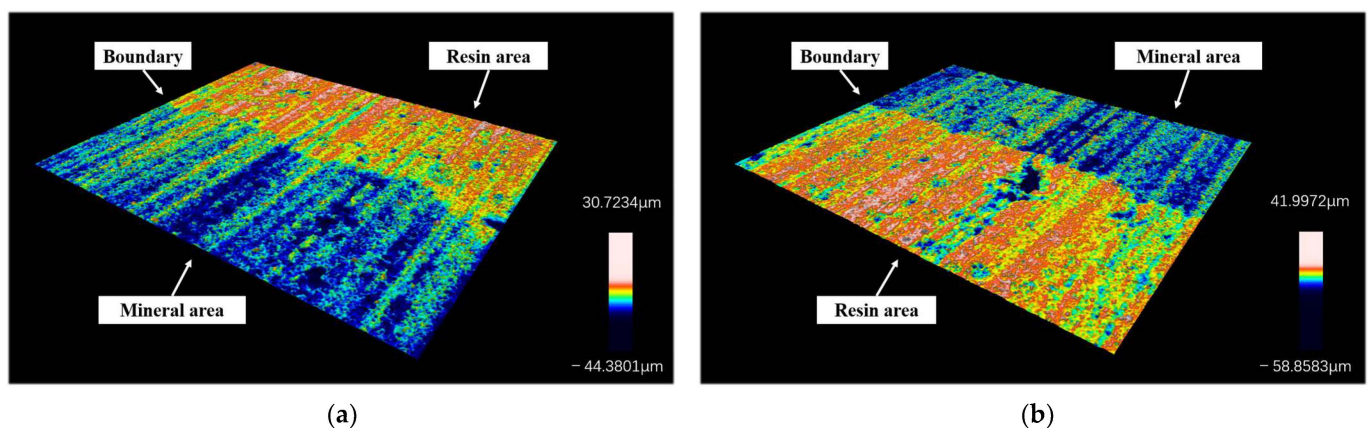 Boundary
Resin area
Mineral area
30.7234μm
− 44.3801μm
(a)
Boundary
Mineral area
Resin area
41.9972μm
− 58.8583μm
(b)